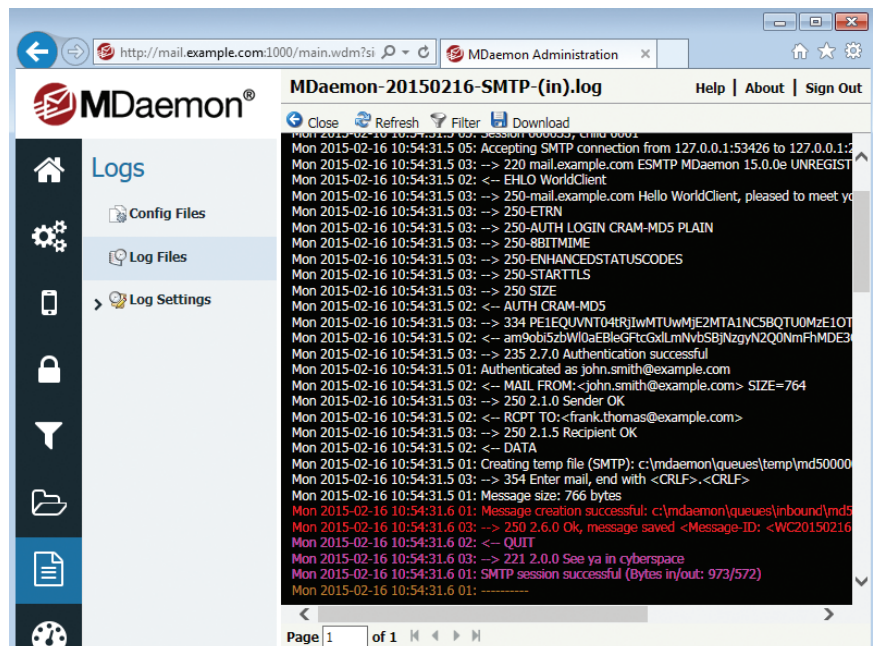 http://mail.example.com:1000/main.wdm?si
MDaemon Administration
MDaemon®
MDaemon-20150216-SMTP-(in).log
Help | About | Sign Out
Close Refresh Filter Download
Logs
Config Files
Log Files
Log Settings
Mon 2015-02-16 10:54:31.5 05: Session 000053; child 0001
Mon 2015-02-16 10:54:31.5 05: Accepting SMTP connection from 127.0.0.1:53426 to 127.0.0.1:2
Mon 2015-02-16 10:54:31.5 03: --> 220 mail.example.com ESMTP MDaemon 15.0.0e UNREGIST
Mon 2015-02-16 10:54:31.5 02: <-- EHLO WorldClient
Mon 2015-02-16 10:54:31.5 03: --> 250-mail.example.com Hello WorldClient, pleased to meet yo
Mon 2015-02-16 10:54:31.5 03: --> 250-ETRN
Mon 2015-02-16 10:54:31.5 03: --> 250-AUTH LOGIN CRAM-MD5 PLAIN
Mon 2015-02-16 10:54:31.5 03: --> 250-8BITMIME
Mon 2015-02-16 10:54:31.5 03: --> 250-ENHANCEDSTATUSCODES
Mon 2015-02-16 10:54:31.5 03: --> 250-STARTTLS
Mon 2015-02-16 10:54:31.5 03: --> 250 SIZE
Mon 2015-02-16 10:54:31.5 02: <-- AUTH CRAM-MD5
Mon 2015-02-16 10:54:31.5 03: --> 334
Mon 2015-02-16 10:54:31.5 02: <--
Mon 2015-02-16 10:54:31.5 03: --> 235 2.7.0 Authentication successful
Mon 2015-02-16 10:54:31.5 01: Authenticated as john.smith@example.com
Mon 2015-02-16 10:54:31.5 02: <-- MAIL FROM:<john.smith@example.com> SIZE=764
Mon 2015-02-16 10:54:31.5 03: --> 250 2.1.0 Sender OK
Mon 2015-02-16 10:54:31.5 02: <-- RCPT TO:<frank.thomas@example.com>
Mon 2015-02-16 10:54:31.5 03: --> 250 2.1.5 Recipient OK
Mon 2015-02-16 10:54:31.5 02: <-- DATA
Mon 2015-02-16 10:54:31.5 01: Creating temp file (SMTP): c:\mdaemon\queues\temp\md50000
Mon 2015-02-16 10:54:31.5 03: --> 354 Enter mail, end with <CRLF>.<CRLF>
Mon 2015-02-16 10:54:31.5 01: Message size: 766 bytes
Mon 2015-02-16 10:54:31.6 01: Message creation successful: c:\mdaemon\queues\inbound\md5
Mon 2015-02-16 10:54:31.6 03: --> 250 2.6.0 Ok, message saved <Message-ID: <WC20150216
Mon 2015-02-16 10:54:31.6 02: <-- QUIT
Mon 2015-02-16 10:54:31.6 03: --> 221 2.0.0 See ya in cyberspace
Mon 2015-02-16 10:54:31.6 01: SMTP session successful (Bytes in/out: 973/572)
Mon 2015-02-16 10:54:31.6 01: ----------
Page 1 of 1